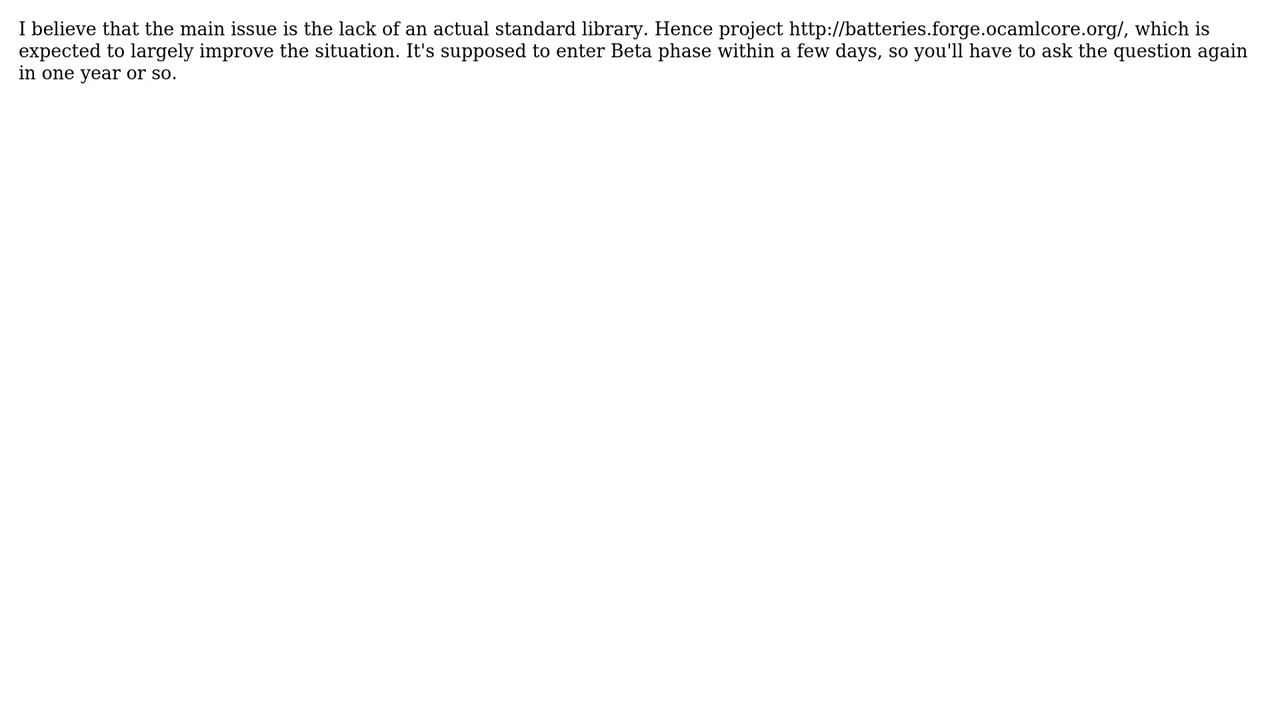 I believe that the main issue is the lack of an actual standard library. Hence project http://batteries.forge.ocamlcore.org/, which is
expected to largely improve the situation. It's supposed to enter Beta phase within a few days, so you'll have to ask the question again
in one year or so.